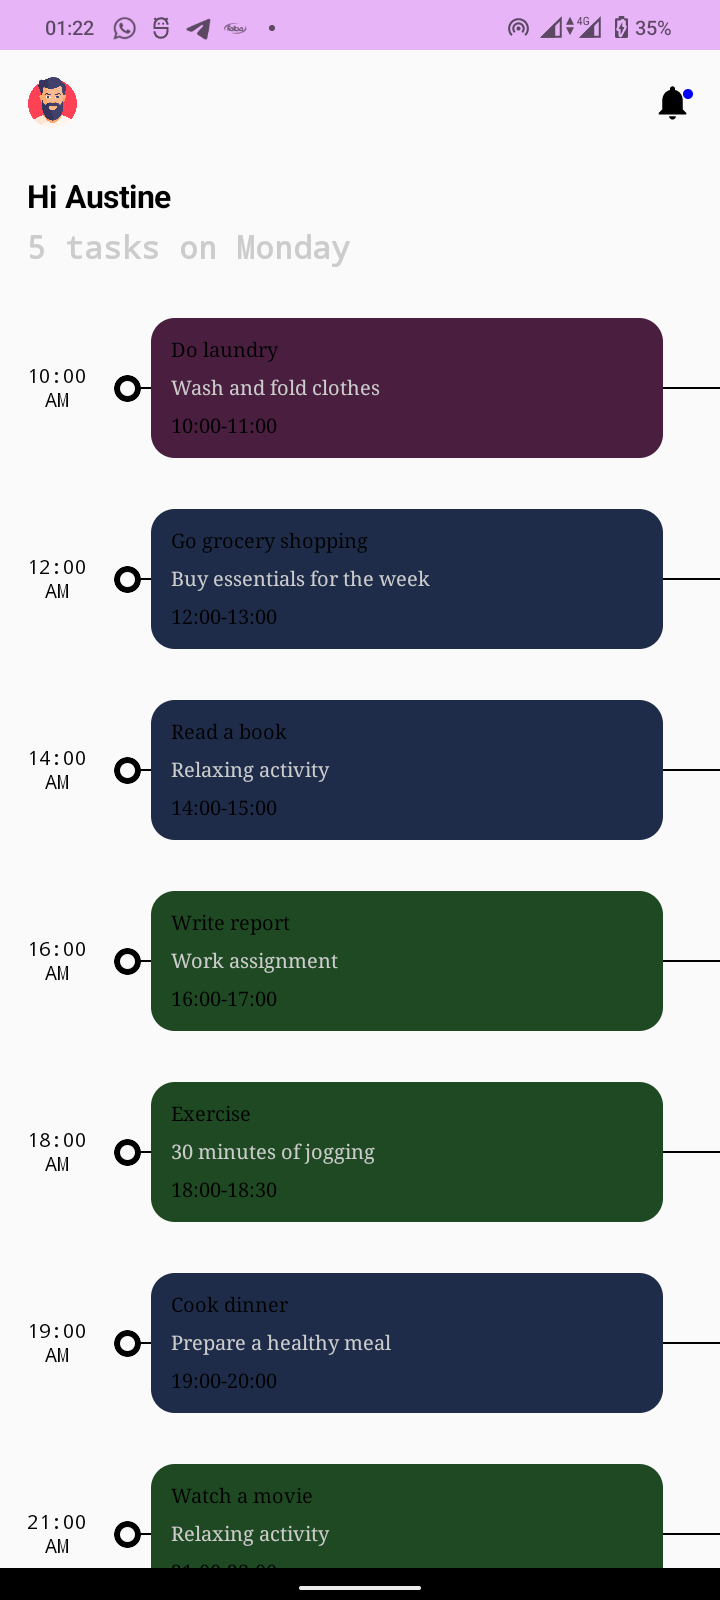 01:22
4G
35%
Hi Austine
5 tasks on Monday
Do laundry
10:00
AM
Wash and fold clothes
10:00-11:00
Go grocery shopping
12:00
AM
Buy essentials for the week
12:00-13:00
Read a book
14:00
AM
Relaxing activity
14:00-15:00
Write report
16:00
AM
Work assignment
16:00-17:00
Exercise
18:00
AM
30 minutes of jogging
18:00-18:30
Cook dinner
19:00
AM
Prepare a healthy meal
19:00-20:00
Watch a movie
21:00
AM
Relaxing activity